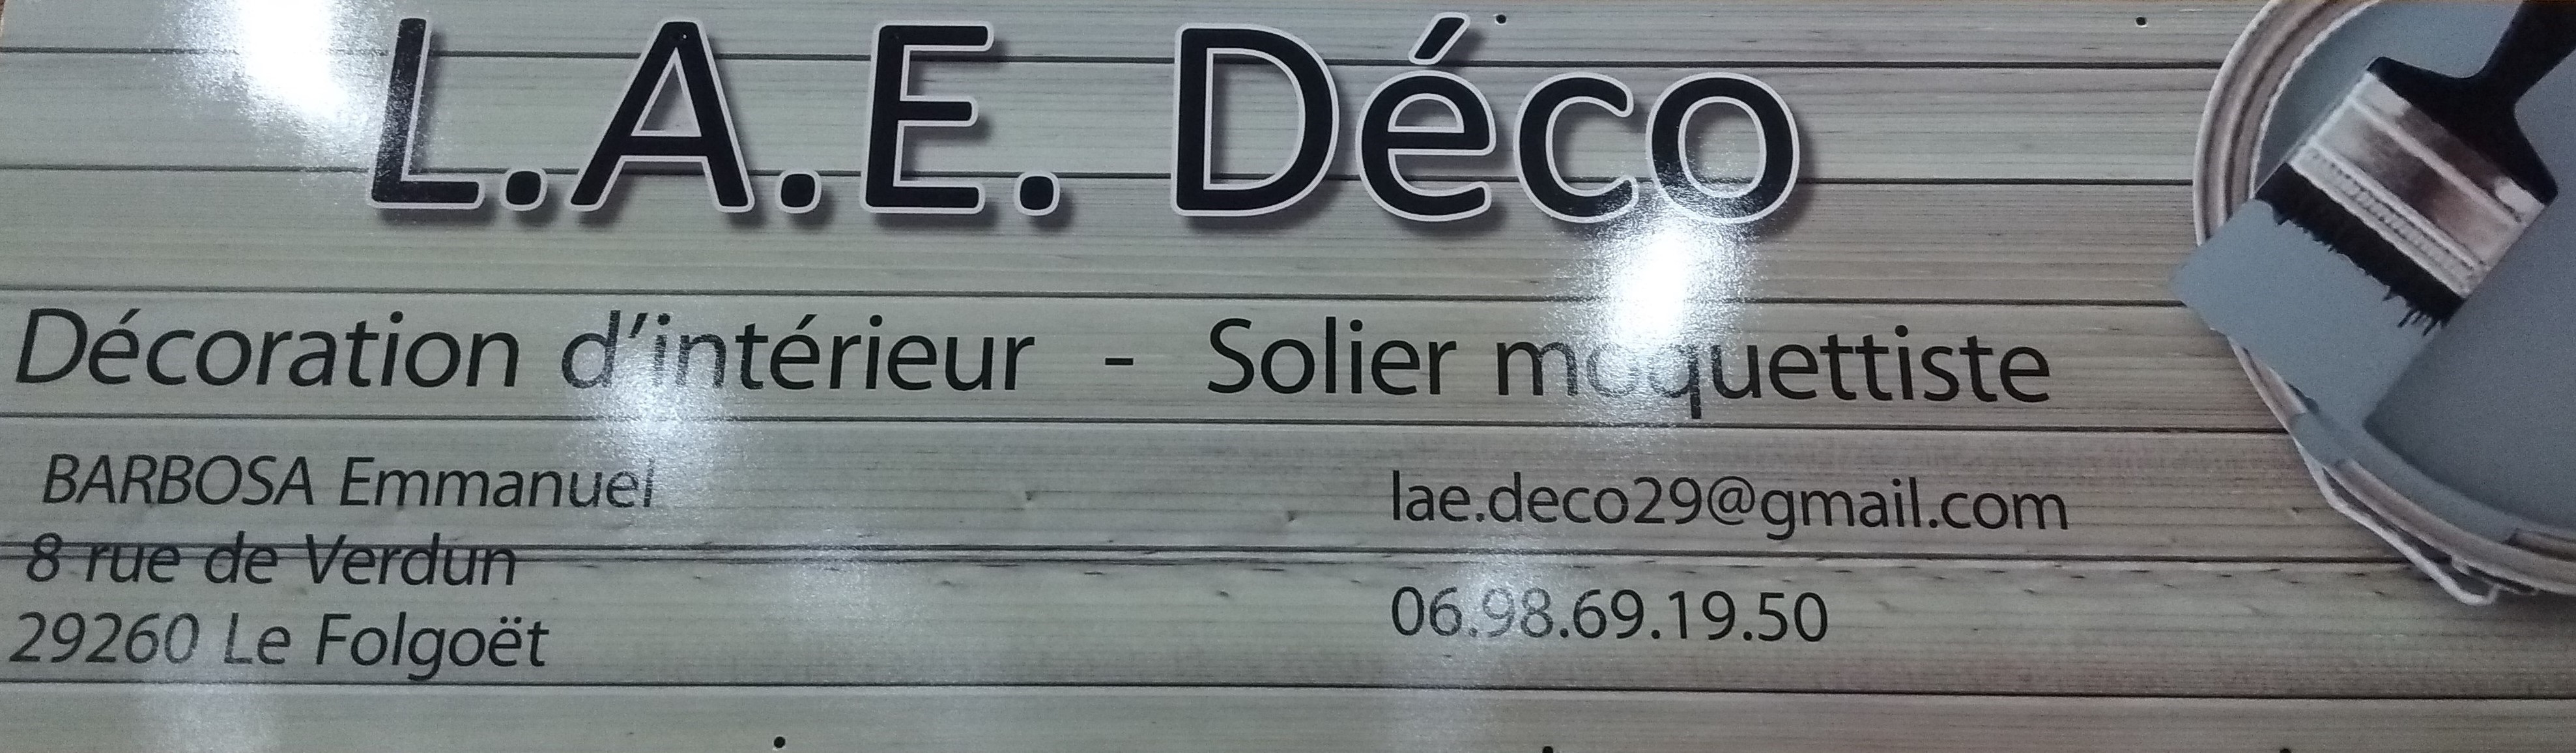 L.A.E. Déco
Décoration d'intérieur - Solier moquettiste
BARBOSA Emmanuel
8 rue de Verdun
29260 Le Folgoët
lae.deco29@gmail.com
06.98.69.19.50